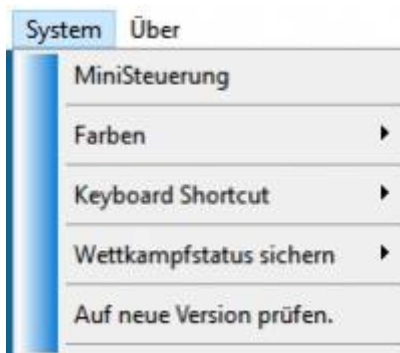 System Über
MiniSteuerung
Farben
Keyboard Shortcut
Wettkampfstatus sichern
Auf neue Version prüfen.